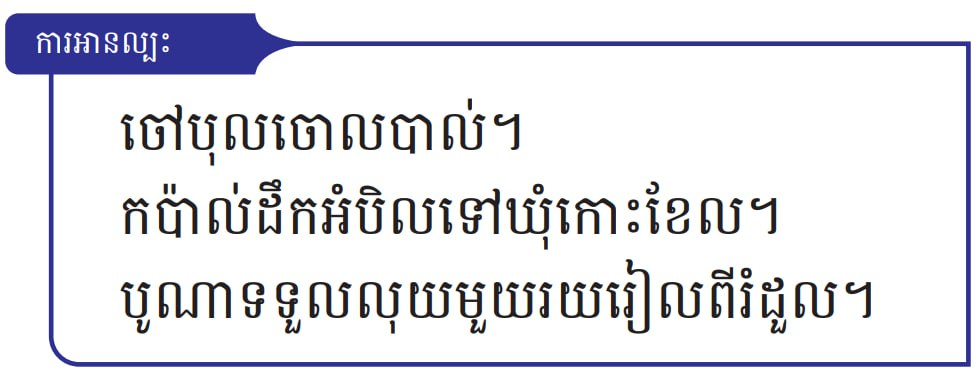 ការអានល្បះ
ចៅបុលចោលបាល់។
កប៉ាល់ដឹកអំបិលទៅឃុំកោះខែល។
បូណាទទួលលុយមួយរយរៀលពីរំដួល។